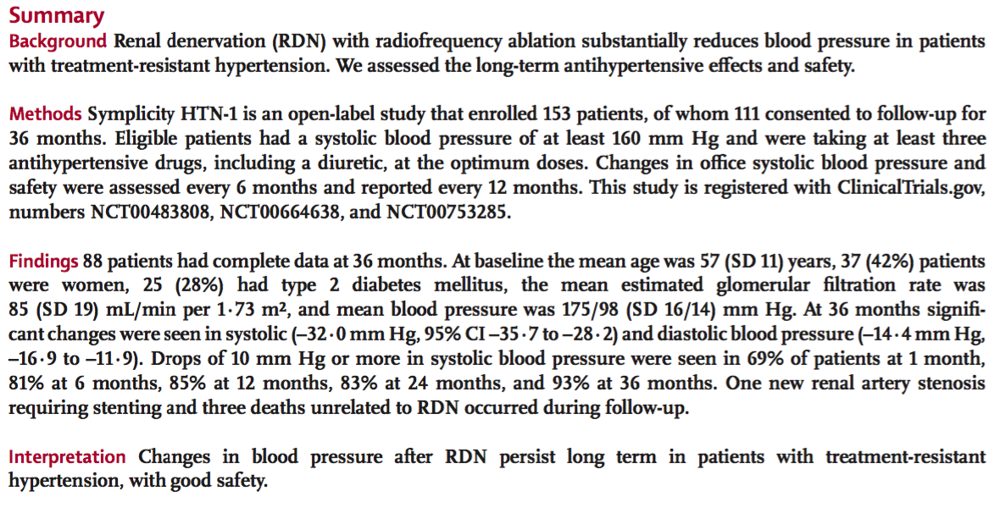 Summary
Background Renal denervation (RDN) with radiofrequency ablation substantially reduces blood pressure in patients
with treatment-resistant hypertension. We assessed the long-term antihypertensive effects and safety.
Methods Symplicity HTN-1 is an open-label study that enrolled 153 patients, of whom 111 consented to follow-up for
36 months. Eligible patients had a systolic blood pressure of at least 160 mm Hg and were taking at least three
antihypertensive drugs, including a diuretic, at the optimum doses. Changes in office systolic blood pressure and
safety were assessed every 6 months and reported every 12 months. This study is registered with ClinicalTrials.gov,
numbers NCT00483808, NCT00664638, and NCT00753285.
Findings 88 patients had complete data at 36 months. At baseline the mean age was 57 (SD 11) years, 37 (42%) patients
were women, 25 (28%) had type 2 diabetes mellitus, the mean estimated glomerular filtration rate was
85 (SD 19) mL/min per 1·73 m², and mean blood pressure was 175/98 (SD 16/14) mm Hg. At 36 months signifi-
cant changes were seen in systolic (–32·0 mm Hg, 95% CI –35·7 to –28·2) and diastolic blood pressure (–14·4 mm Hg,
–16·9 to –11·9). Drops of 10 mm Hg or more in systolic blood pressure were seen in 69% of patients at 1 month,
81% at 6 months, 85% at 12 months, 83% at 24 months, and 93% at 36 months. One new renal artery stenosis
requiring stenting and three deaths unrelated to RDN occurred during follow-up.
Interpretation Changes in blood pressure after RDN persist long term in patients with treatment-resistant
hypertension, with good safety.